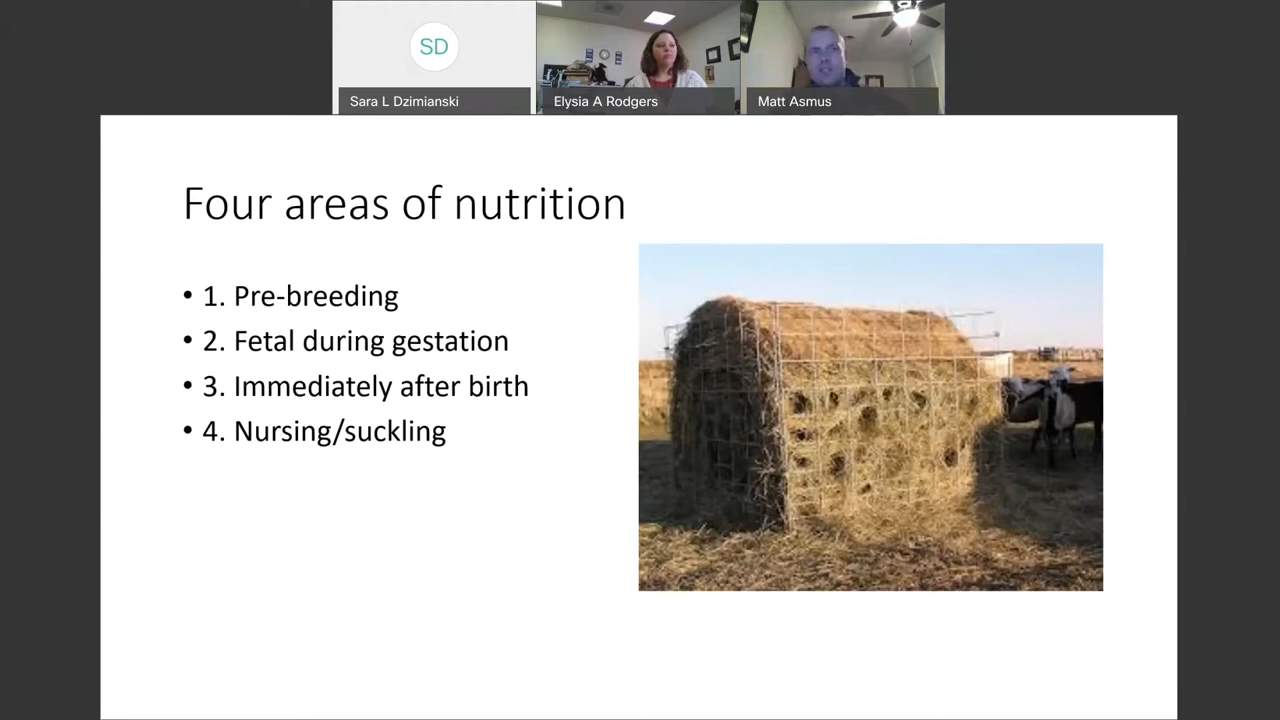 SD
Sara L Dzimianski
Elysia A Rodgers
Matt Asmus
Four areas of nutrition
• 1. Pre-breeding
• 2. Fetal during gestation
• 3. Immediately after birth
• 4. Nursing/suckling